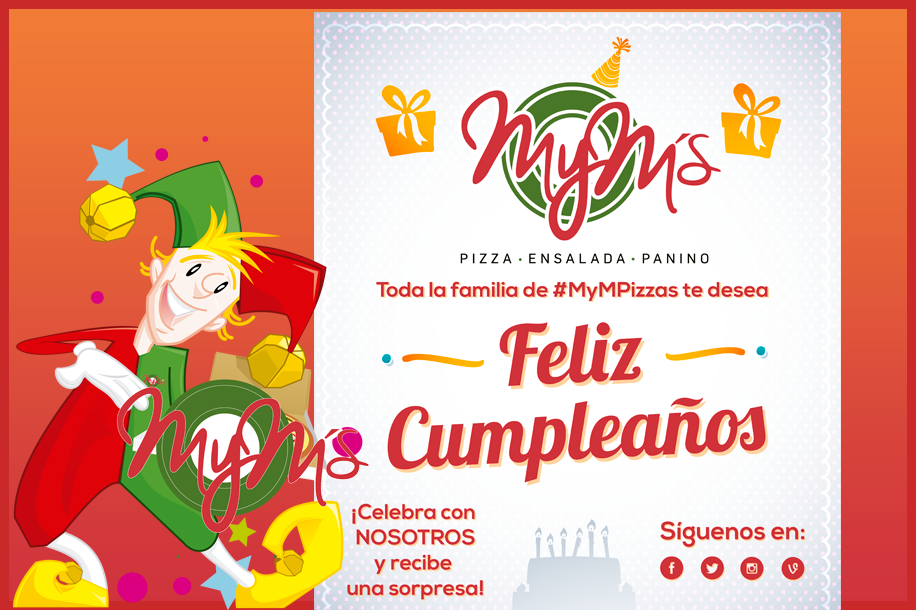 MyM's
PIZZA · ENSALADA · PANINO
Toda la familia de #MyMPizzas te desea
Feliz
Cumpleaños
MyM's
¡Celebra con
NOSOTROS
y recibe
una sorpresa!
Síguenos en: